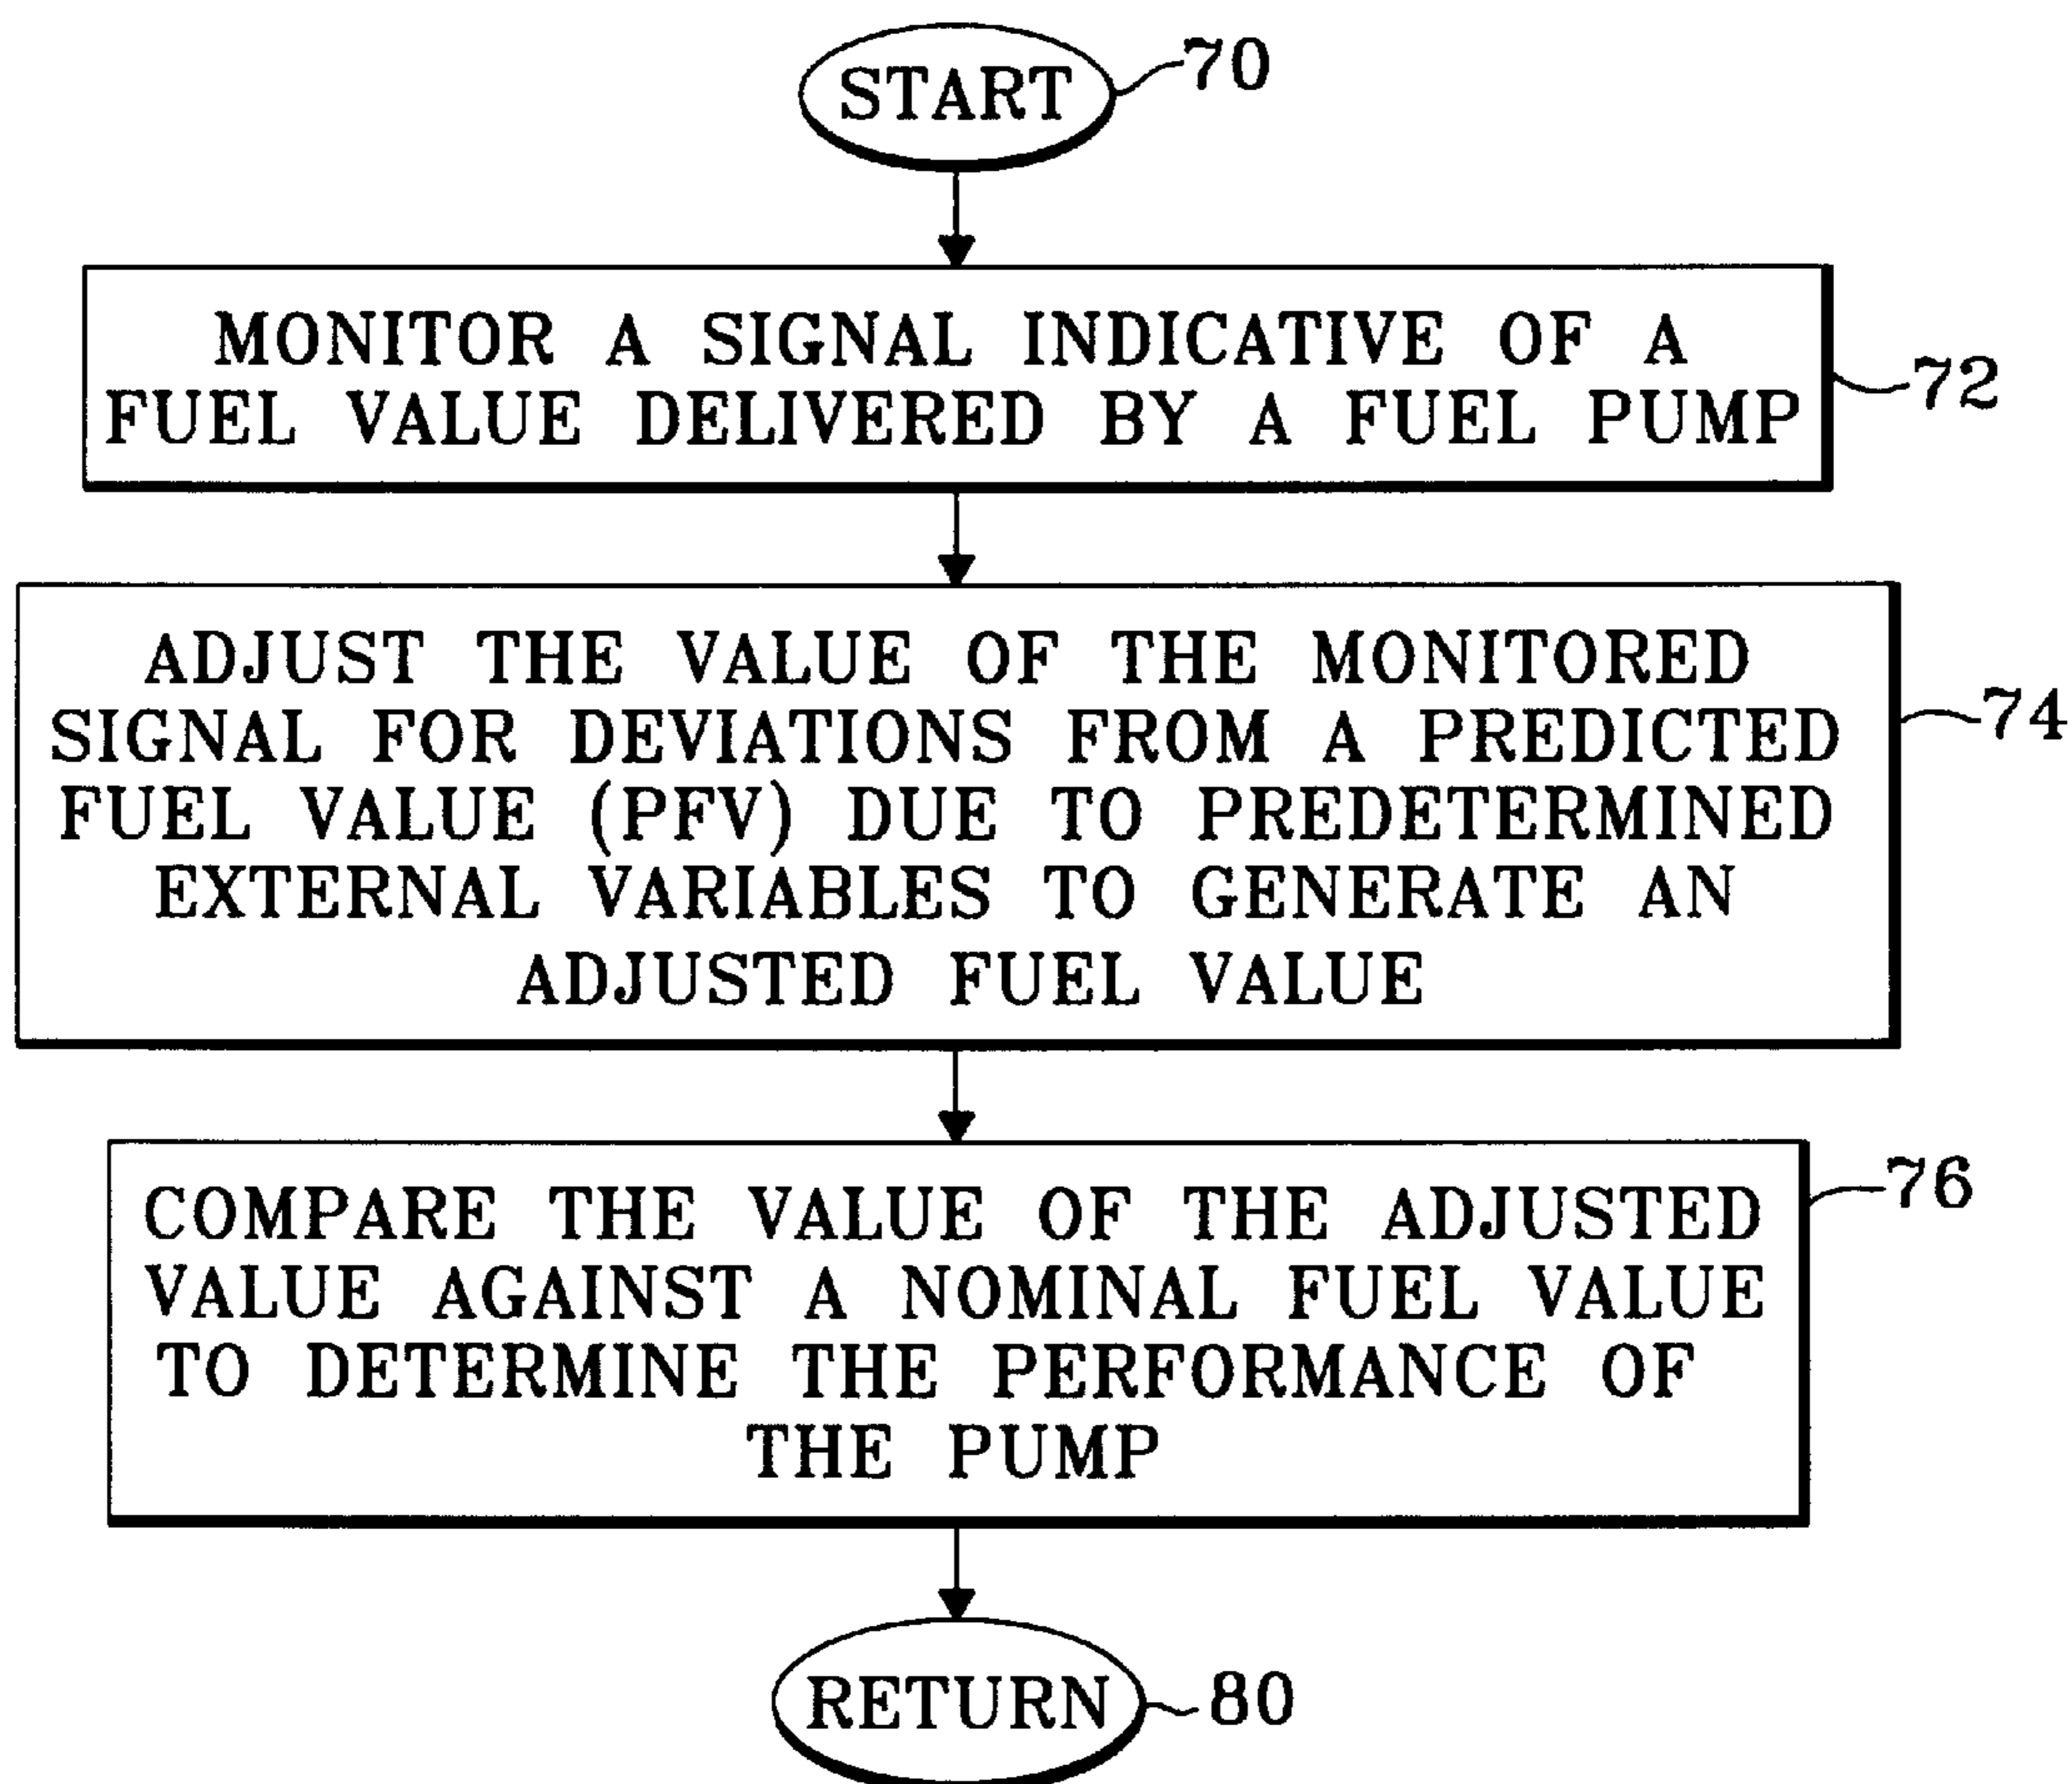 START
70
MONITOR A SIGNAL INDICATIVE OF A
FUEL VALUE DELIVERED BY A FUEL PUMP
72
ADJUST THE VALUE OF THE MONITORED
SIGNAL FOR DEVIATIONS FROM A PREDICTED
FUEL VALUE (PFV) DUE TO PREDETERMINED
EXTERNAL VARIABLES TO GENERATE AN
ADJUSTED FUEL VALUE
74
COMPARE THE VALUE OF THE ADJUSTED
VALUE AGAINST A NOMINAL FUEL VALUE
TO DETERMINE THE PERFORMANCE OF
THE PUMP
76
RETURN
80